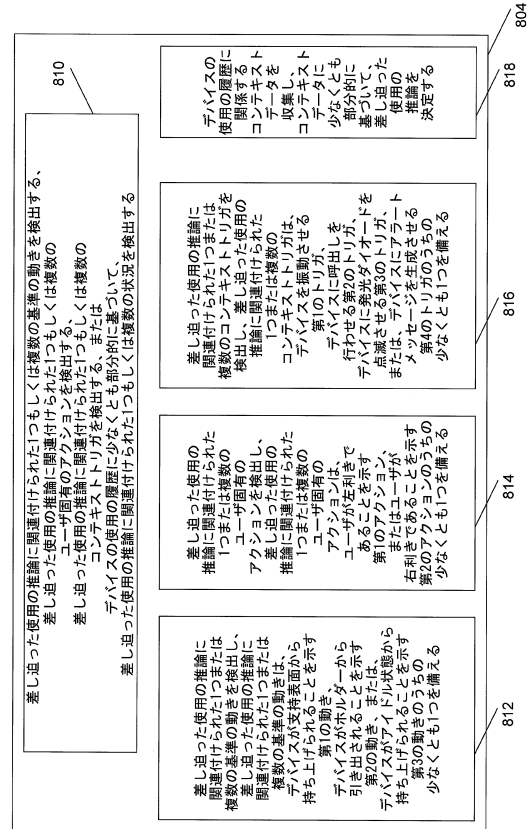 804
810
差し迫った使用の推論に関連付けられた1つもしくは複数の基準の動きを検出する、
差し迫った使用の推論に関連付けられた1つもしくは複数の
ユーザ固有のアクションを検出する、
差し迫った使用の推論に関連付けられた1つもしくは複数の
コンテキストトリガを検出する、または
デバイスの使用の履歴に少なくとも部分的に基づいて、
差し迫った使用の推論に関連付けられた1つもしくは複数の状況を検出する
812
差し迫った使用の推論に
関連付けられた1つまたは
複数の基準の動きを検出し、
差し迫った使用の推論に
関連付けられた1つまたは
複数の基準の動きは、
デバイスが支持表面から
持ち上げられることを示す
第1の動き、
デバイスがホルダーから
引き出されることを示す
第2の動き、または、
デバイスがアイドル状態から
持ち上げられることを示す
第3の動きのうちの
少なくとも1つを備える
814
差し迫った使用の
推論に関連付けられた
1つまたは複数の
ユーザ固有の
アクションを検出し、
差し迫った使用の
推論に関連付けられた
1つまたは複数の
ユーザ固有の
アクションは、
ユーザが左利きで
あることを示す
第1のアクション、
またはユーザが
右利きであることを示す
第2のアクションのうちの
少なくとも1つを備える
816
差し迫った使用の推論に
関連付けられた1つまたは
複数のコンテキストトリガを
検出し、差し迫った使用の
推論に関連付けられた
1つまたは複数の
コンテキストトリガは、
デバイスを振動させる
第1のトリガ、
デバイスに呼出しを
行わせる第2のトリガ、
デバイスに発光ダイオードを
点滅させる第3のトリガ、
または、デバイスにアラート
メッセージを生成させる
第4のトリガのうちの
少なくとも1つを備える
818
デバイスの
使用の履歴に
関係する
コンテキスト
データを
収集し、
コンテキスト
データに
少なくとも
部分的に
基づいて、
差し迫った
使用の
推論を
決定する